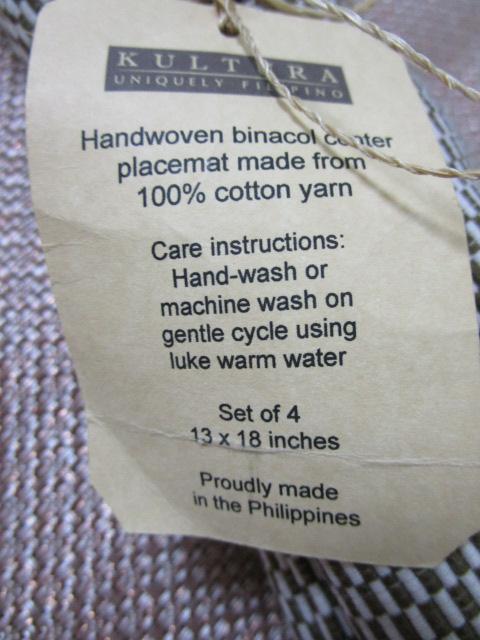 KULTURA
UNIQUELY FILIPINO
Handwoven binacol center
placemat made from
100% cotton yarn
Care instructions:
Hand-wash or
machine wash on
gentle cycle using
luke warm water
Set of 4
13 x 18 inches
Proudly made
in the Philippines